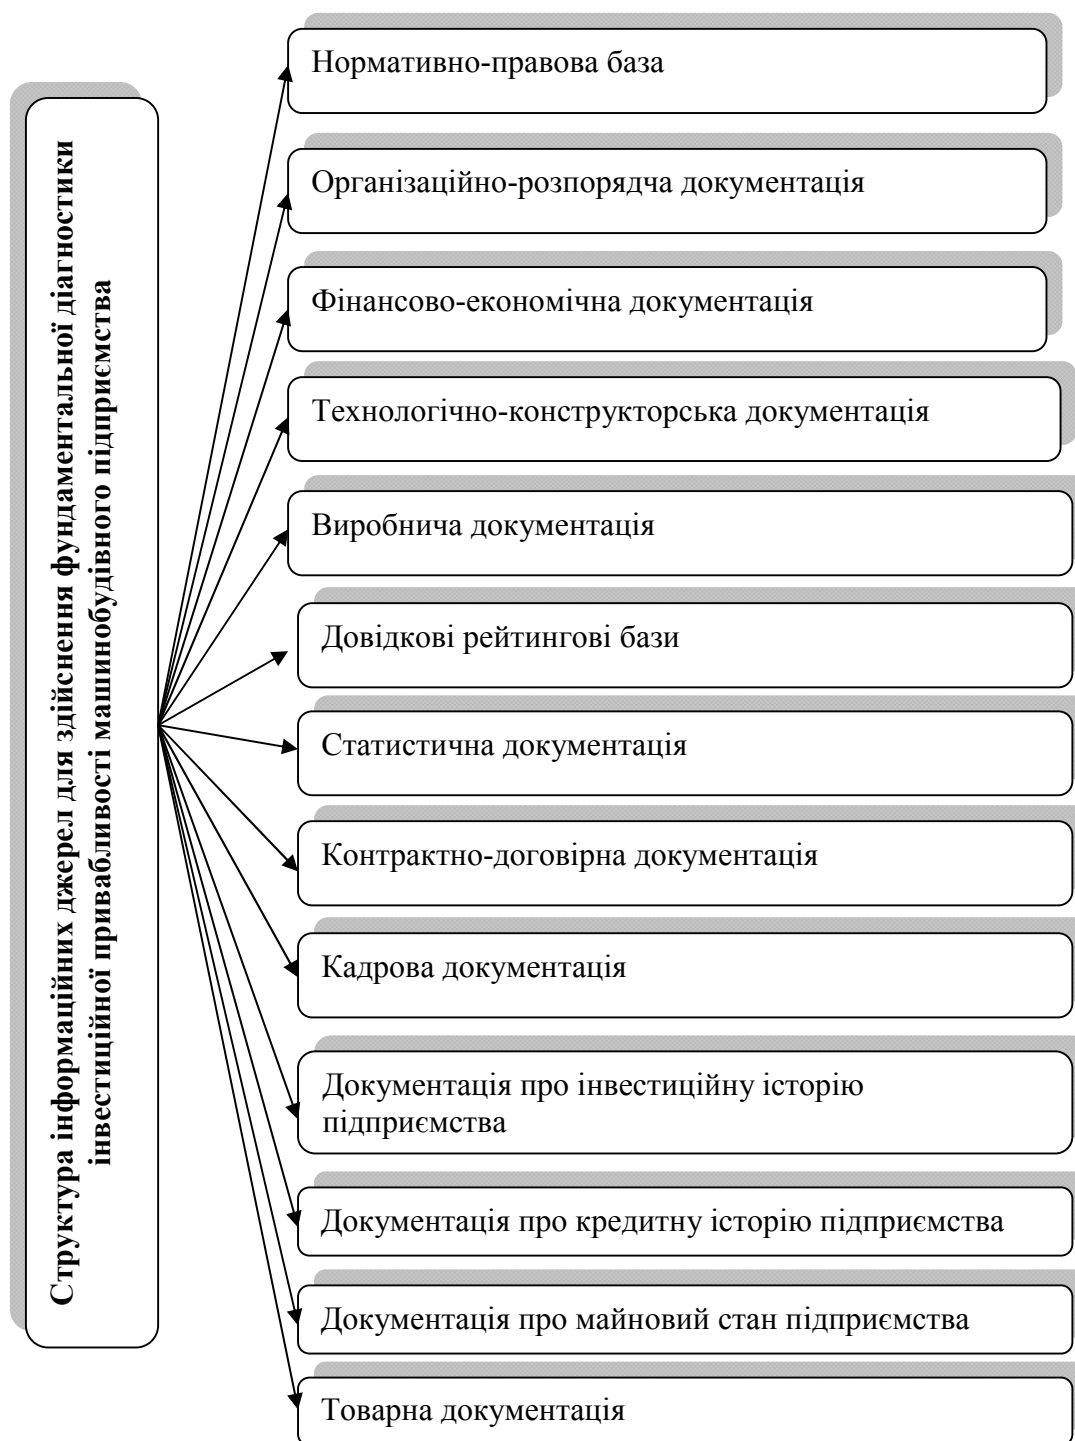 Структура інформаційних джерел для здійснення фундаментальної діагностики
інвестиційної привабливості машинобудівного підприємства
Нормативно-правова база
Організаційно-розпорядча документація
Фінансово-економічна документація
Технологічно-конструкторська документація
Виробнича документація
Довідкові рейтингові бази
Статистична документація
Контрактно-договірна документація
Кадрова документація
Документація про інвестиційну історію
підприємства
Документація про кредитну історію підприємства
Документація про майновий стан підприємства
Товарна документація